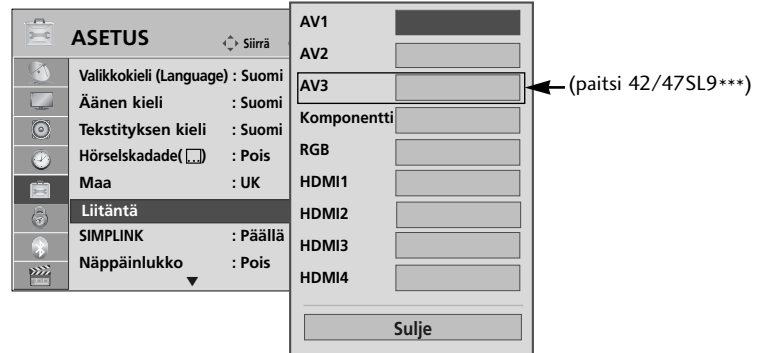 ASETUS
Siirrä
Valikkokieli (Language) : Suomi
Äänen kieli : Suomi
Tekstityksen kieli : Suomi
Hörselskadade( ) : Pois
Maa : UK
Liitäntä
SIMPLINK : Päällä
Näppäinlukko : Pois
AV1
AV2
AV3
Komponentti
RGB
HDMI1
HDMI2
HDMI3
HDMI4
Sulje
(paitsi 42/47SL9***)